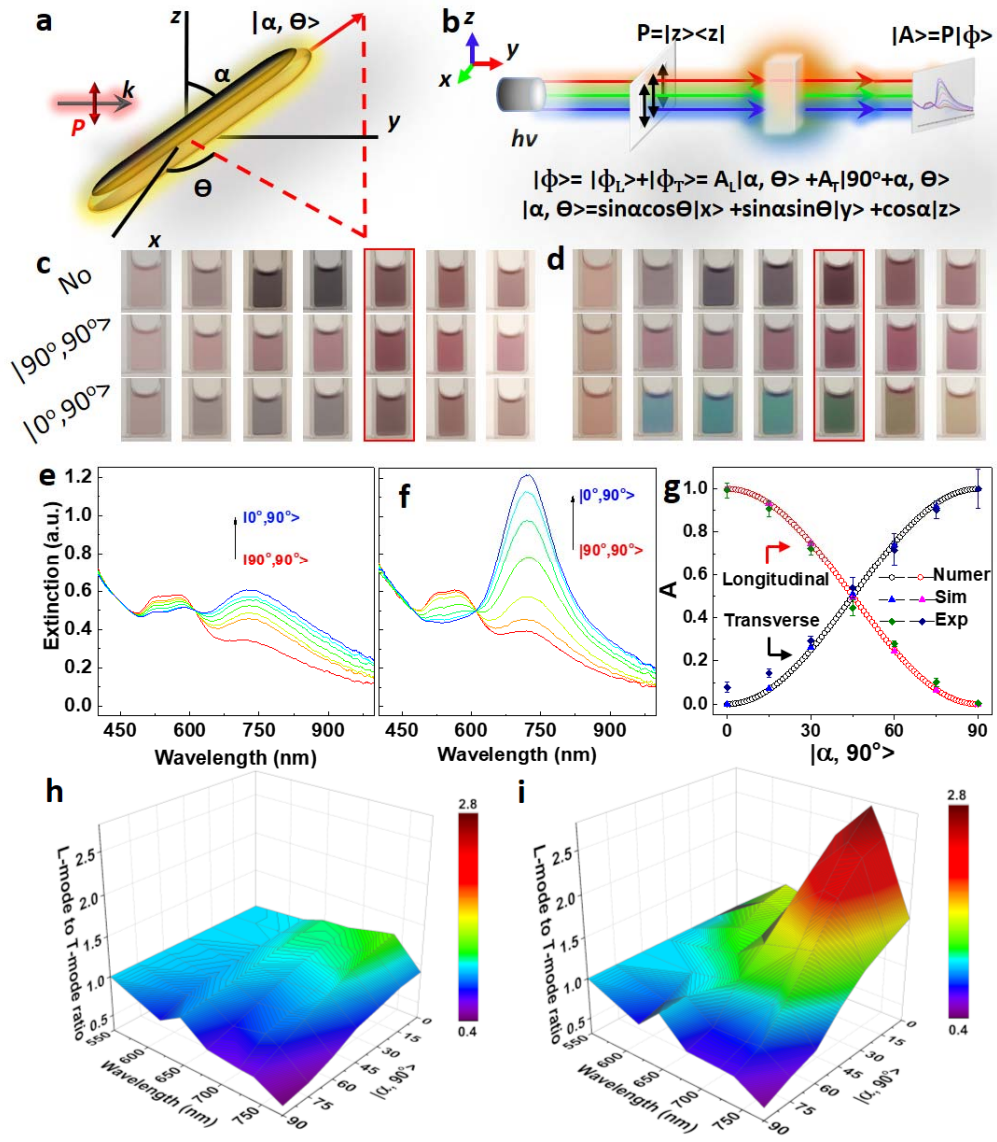 a
z
|α, ϴ>
α
k
P
y
ϴ
x
b
z
y
x
P=|z><z|
|A>=P|ϕ>
hν
|ϕ>= |ϕL>+|ϕT>= AL|α, ϴ> +AT|90°+α, ϴ>
|α, ϴ>=sinαcosϴ|x> +sinαsinϴ|y> +cosα|z>
c
No
|90°,90°>
|0°,90°>
d
e
Extinction (a.u.)
1.2
1.0
0.8
0.6
0.4
0.2
0.0
|0°,90°>
|90°,90°>
450 600 750 900
Wavelength (nm)
f
|0°,90°>
|90°,90°>
450 600 750 900
Wavelength (nm)
g
A
1.0
0.8
0.6
0.4
0.2
0.0
Longitudinal
Transverse
Numer
Sim
Exp
0 15 30 45 60 75 90
|α, 90°>
h
L-mode to T-mode ratio
2.5
2.0
1.5
1.0
0.5
550
600
650
700
750
Wavelength (nm)
0
15
30
45
60
75
90
|α, 90°>
2.8
0.4
i
L-mode to T-mode ratio
2.5
2.0
1.5
1.0
0.5
550
600
650
700
750
Wavelength (nm)
0
15
30
45
60
75
90
|α, 90°>
2.8
0.4